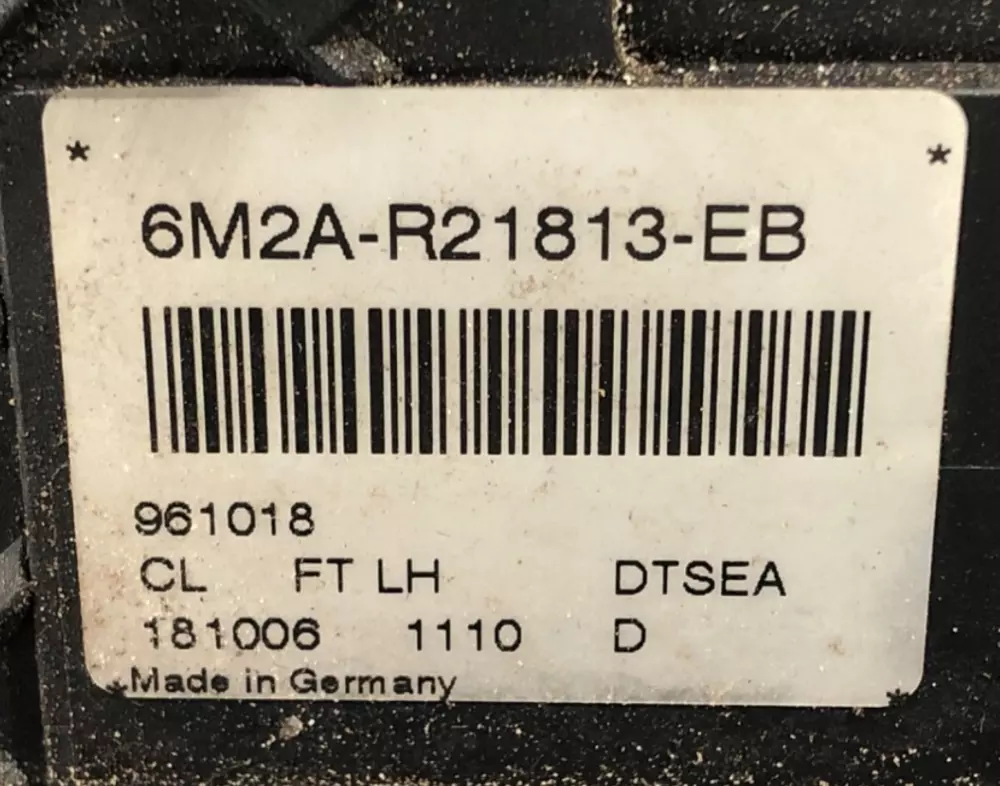 * *
6M2A-R21813-EB
961018
CL FT LH DTSEA
181006 1110 D
*Made in Germany *